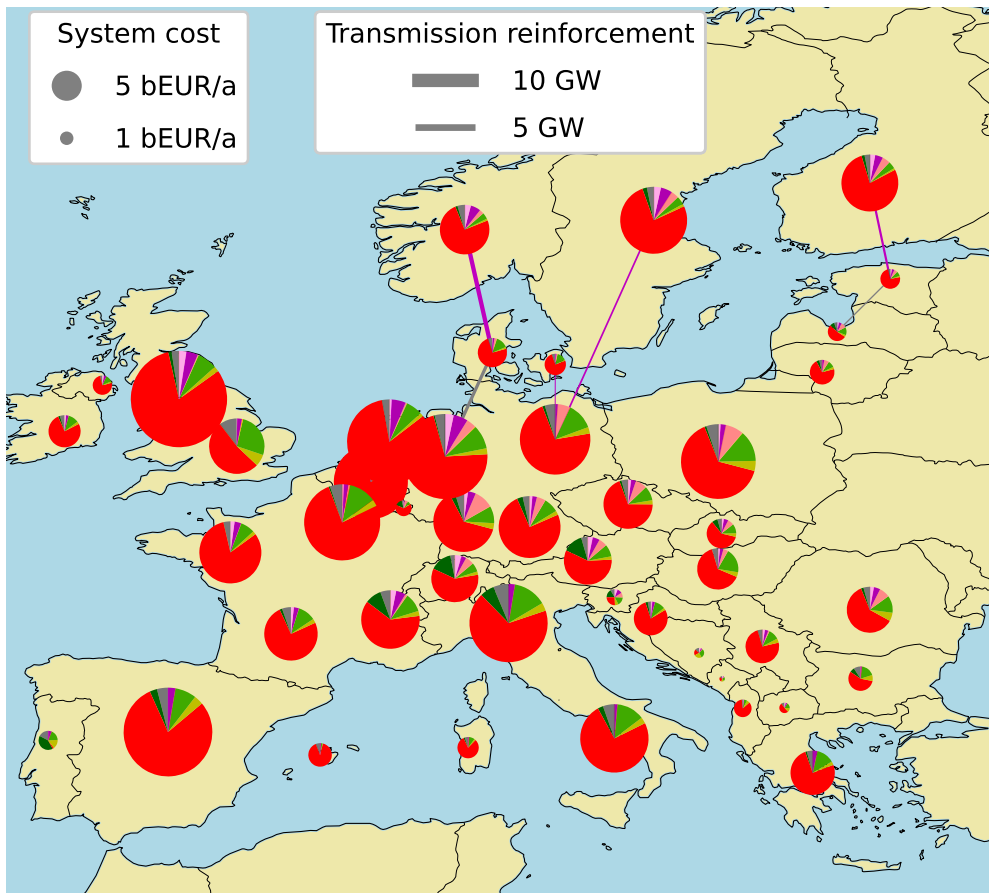 System cost
5 bEUR/a
1 bEUR/a
Transmission reinforcement
10 GW
5 GW